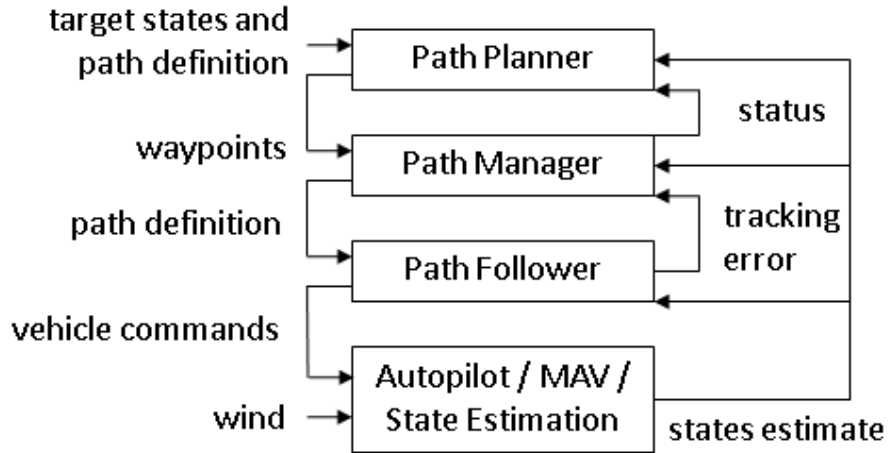 target states and
path definition
Path Planner
status
waypoints
Path Manager
path definition
tracking
error
Path Follower
vehicle commands
Autopilot / MAV /
State Estimation
wind
states estimate